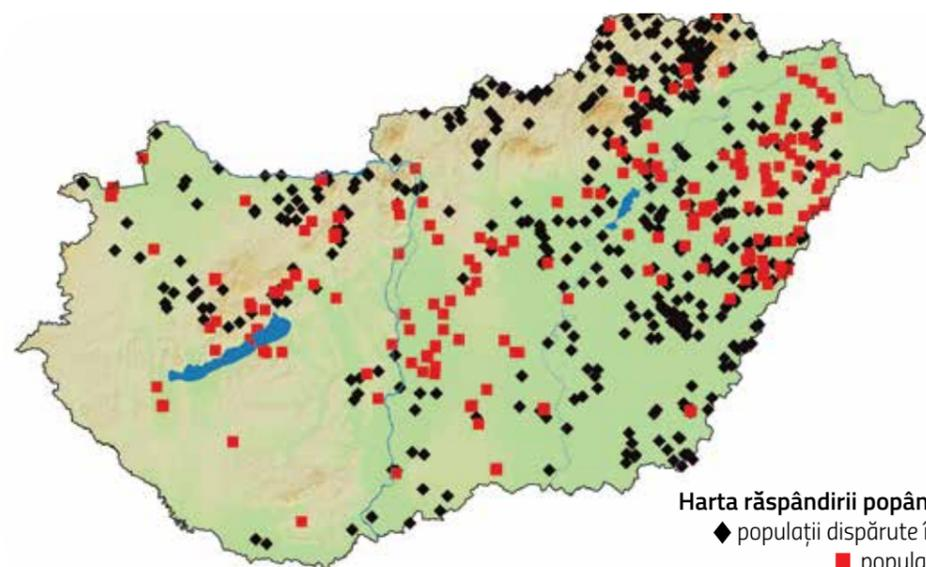 Harta răspândirii popân
◆ populații dispărute î
■ popula